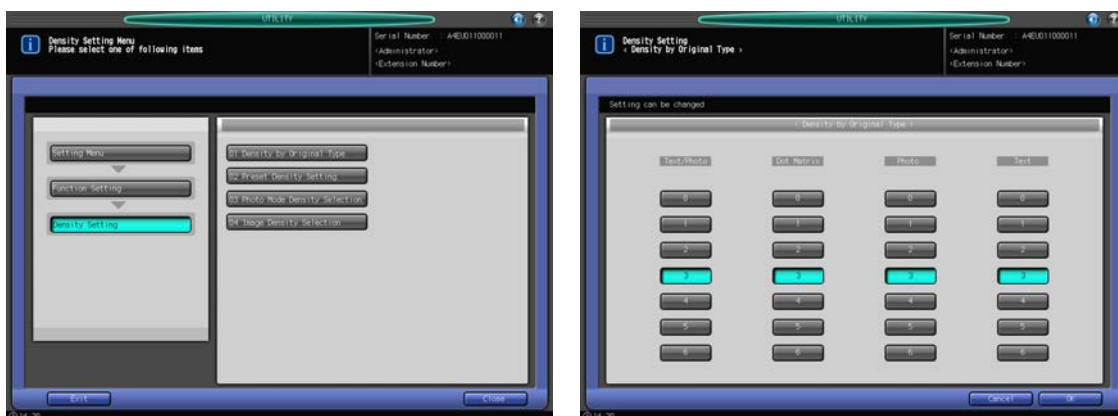 UTILITY
Density Setting Menu
Please select one of following items
Serial Number : A4EU011000011
<Administrator>
<Extension Number>
Setting Menu
Function Setting
Density Setting
01 Density by Original Type
02 Preset Density Setting
03 Photo Mode Density Selection
04 Image Density Selection
Exit
Close
14:20
UTILITY
Density Setting
< Density by Original Type >
Serial Number : A4EU011000011
<Administrator>
<Extension Number>
Setting can be changed
< Density by Original Type >
Text/Photo Dot Matrix Photo Text
0 0 0 0
1 1 1 1
2 2 2 2
3 3 3 3
4 4 4 4
5 5 5 5
6 6 6 6
Cancel OK
14:20